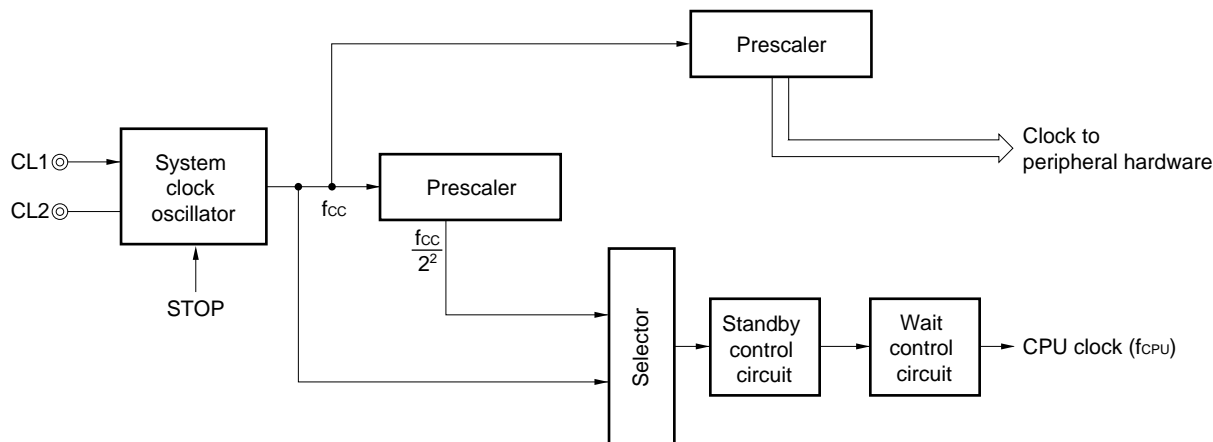 Prescaler
Clock to
peripheral hardware
CL1
CL2
System
clock
oscillator
fCC
Prescaler
fCC
2²
STOP
Selector
Standby
control
circuit
Wait
control
circuit
CPU clock (fCPU)